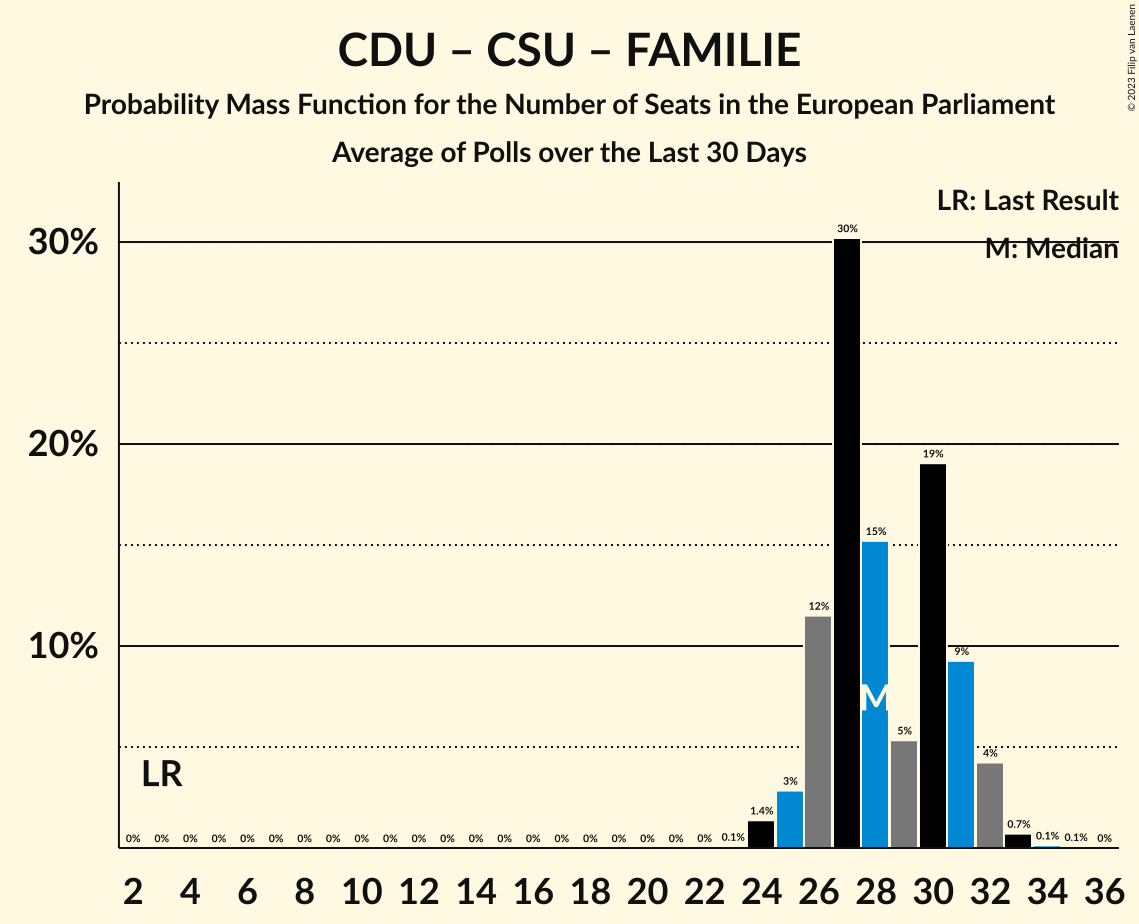 CDU – CSU – FAMILIE
Probability Mass Function for the Number of Seats in the European Parliament
Average of Polls over the Last 30 Days
© 2023 Filip van Laenen
LR: Last Result
M: Median
30%
20%
10%
30%
19%
15%
12%
9%
M
5%
4%
LR
3%
1.4%
0.7%
0% 0% 0% 0% 0% 0% 0% 0% 0% 0% 0% 0% 0% 0% 0% 0% 0% 0% 0% 0% 0% 0.1% 0.1% 0.1% 0%
2 4 6 8 10 12 14 16 18 20 22 24 26 28 30 32 34 36